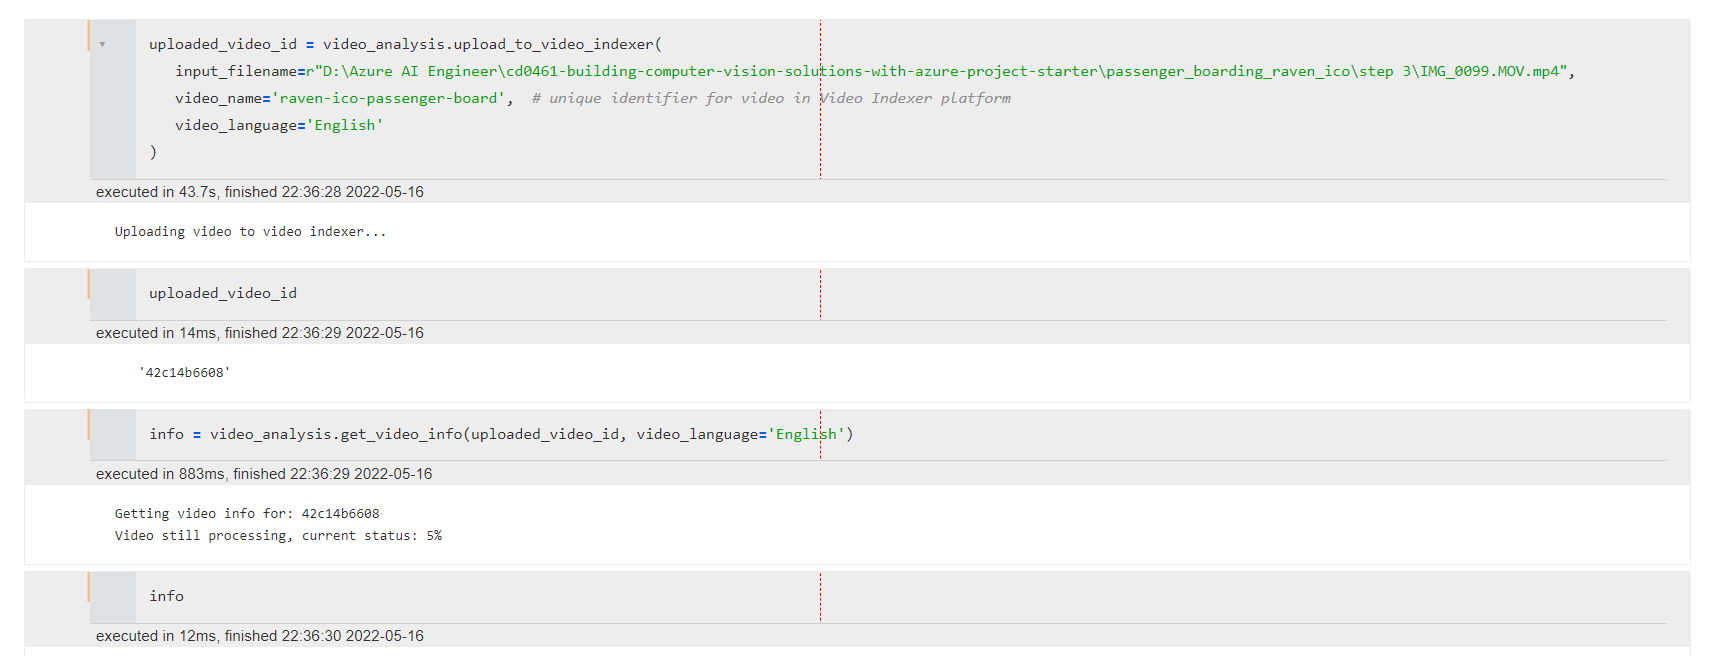 uploaded_video_id = video_analysis.upload_to_video_indexer(
input_filename=r"D:\Azure AI Engineer\cd0461-building-computer-vision-solutions-with-azure-project-starter\passenger_boarding_raven_ico\step 3\IMG_0099.MOV.mp4",
video_name='raven-ico-passenger-board',  # unique identifier for video in Video Indexer platform
video_language='English'
)
executed in 43.7s, finished 22:36:28 2022-05-16
Uploading video to video indexer...
uploaded_video_id
executed in 14ms, finished 22:36:29 2022-05-16
'42c14b6608'
info = video_analysis.get_video_info(uploaded_video_id, video_language='English')
executed in 883ms, finished 22:36:29 2022-05-16
Getting video info for: 42c14b6608
Video still processing, current status: 5%
info
executed in 12ms, finished 22:36:30 2022-05-16